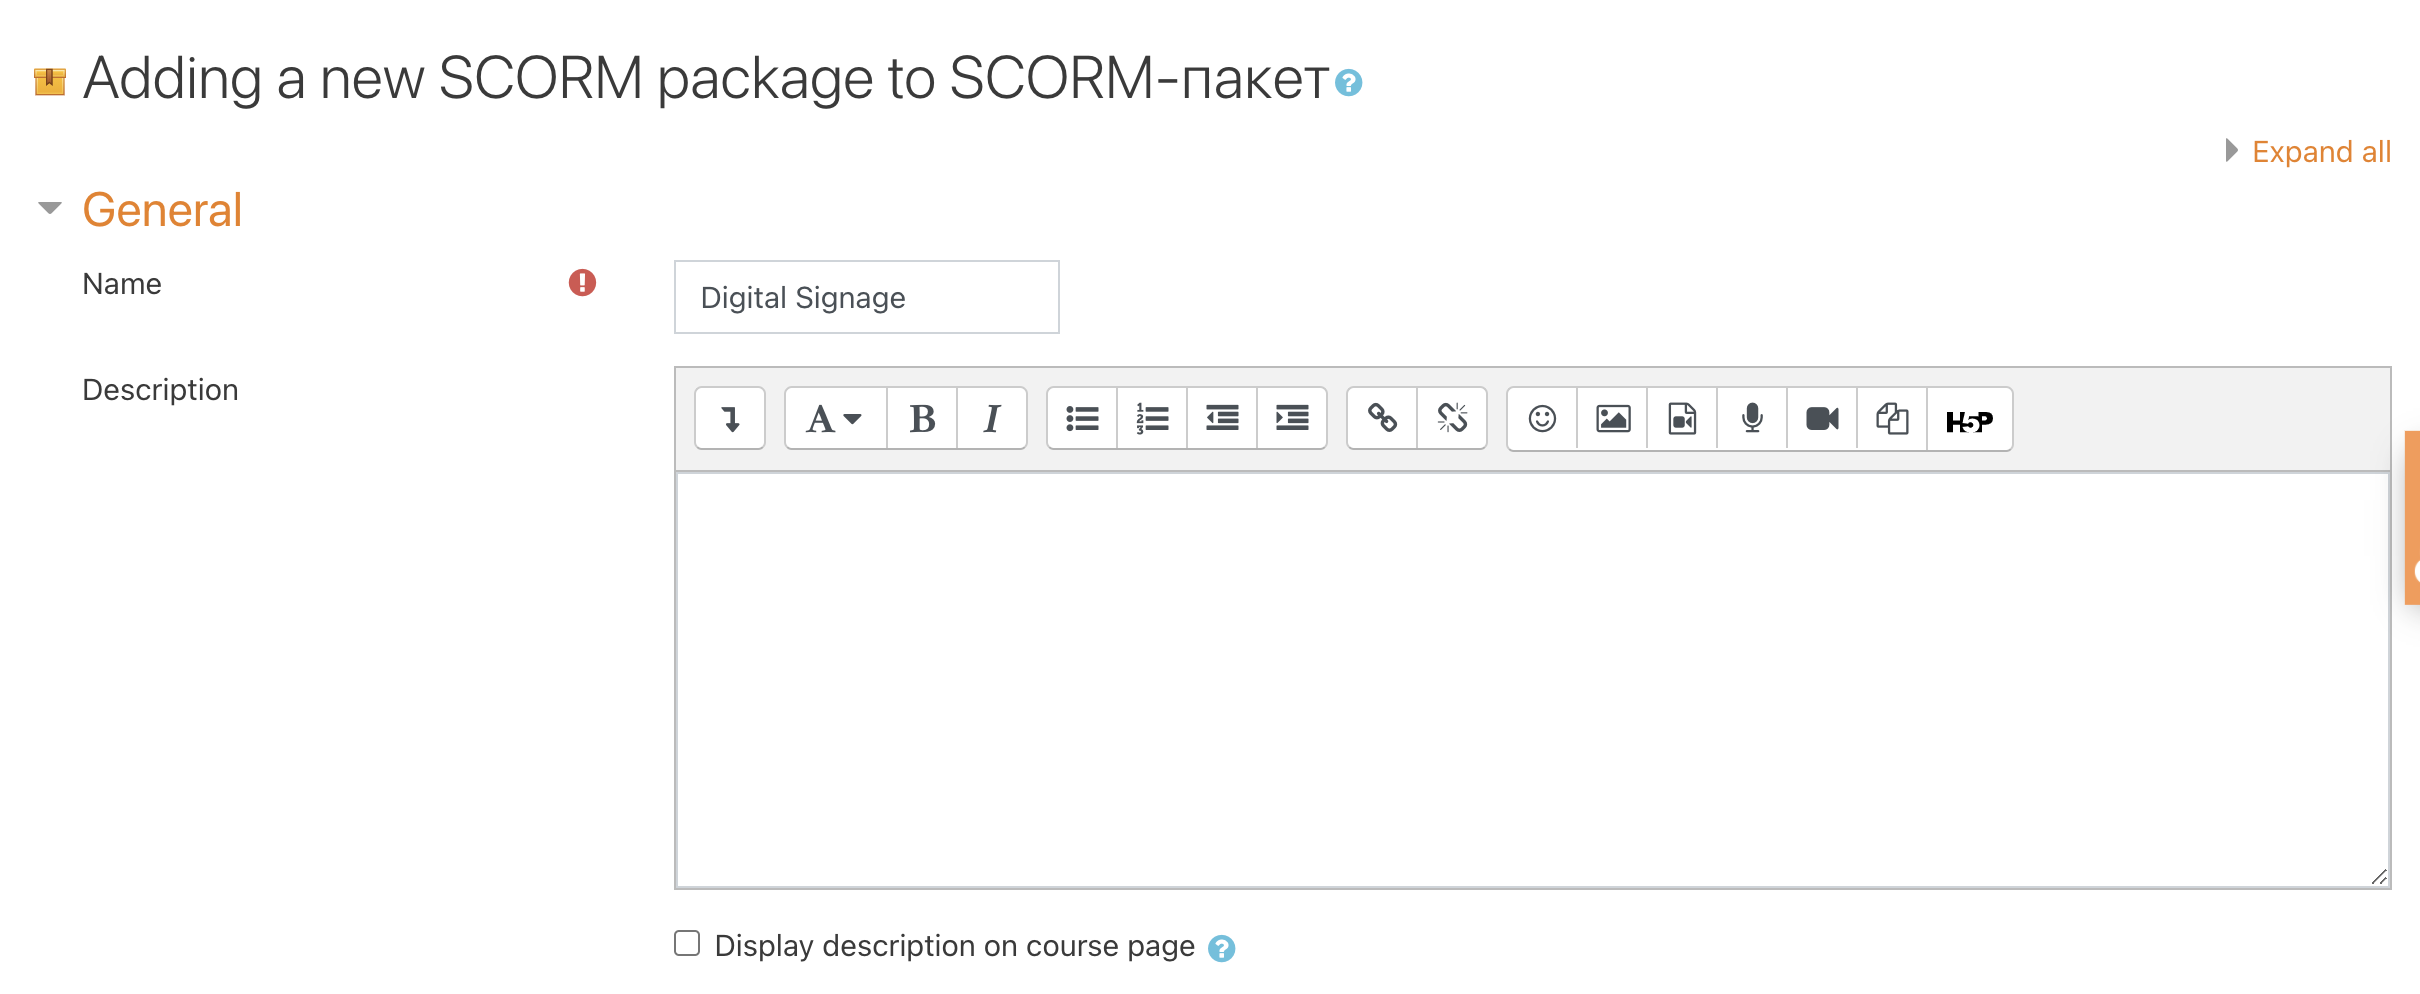 Adding a new SCORM package to SCORM-пакет
Expand all
General
Name
Digital Signage
Description
A B I
H5P
Display description on course page